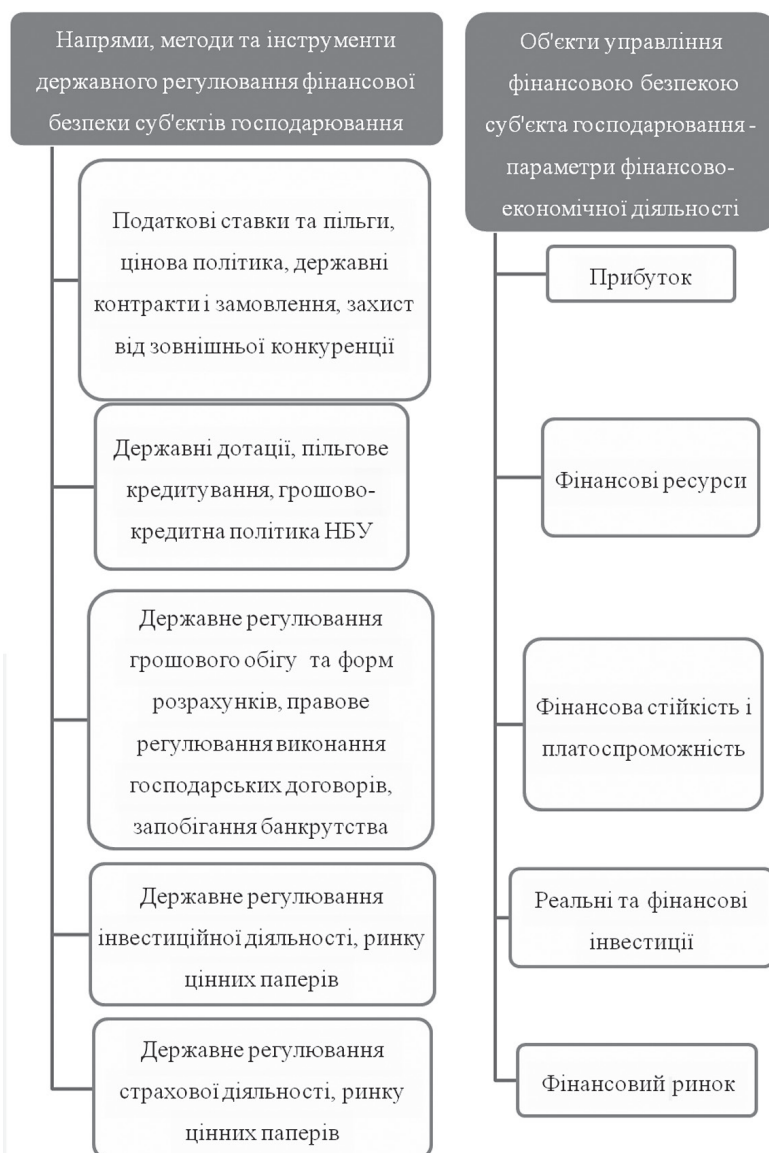 Напрями, методи та інструменти
державного регулювання фінансової
безпеки суб'єктів господарювання
Податкові ставки та пільги,
цінова політика, державні
контракти і замовлення, захист
від зовнішньої конкуренції
Державні дотації, пільгове
кредитування, грошово-
кредитна політика НБУ
Державне регулювання
грошового обігу та форм
розрахунків, правове
регулювання виконання
господарських договорів,
запобігання банкрутства
Державне регулювання
інвестиційної діяльності, ринку
цінних паперів
Державне регулювання
страхової діяльності, ринку
цінних паперів
Об'єкти управління
фінансовою безпекою
суб'єкта господарювання -
параметри фінансово-
економічної діяльності
Прибуток
Фінансові ресурси
Фінансова стійкість і
платоспроможність
Реальні та фінансові
інвестиції
Фінансовий ринок